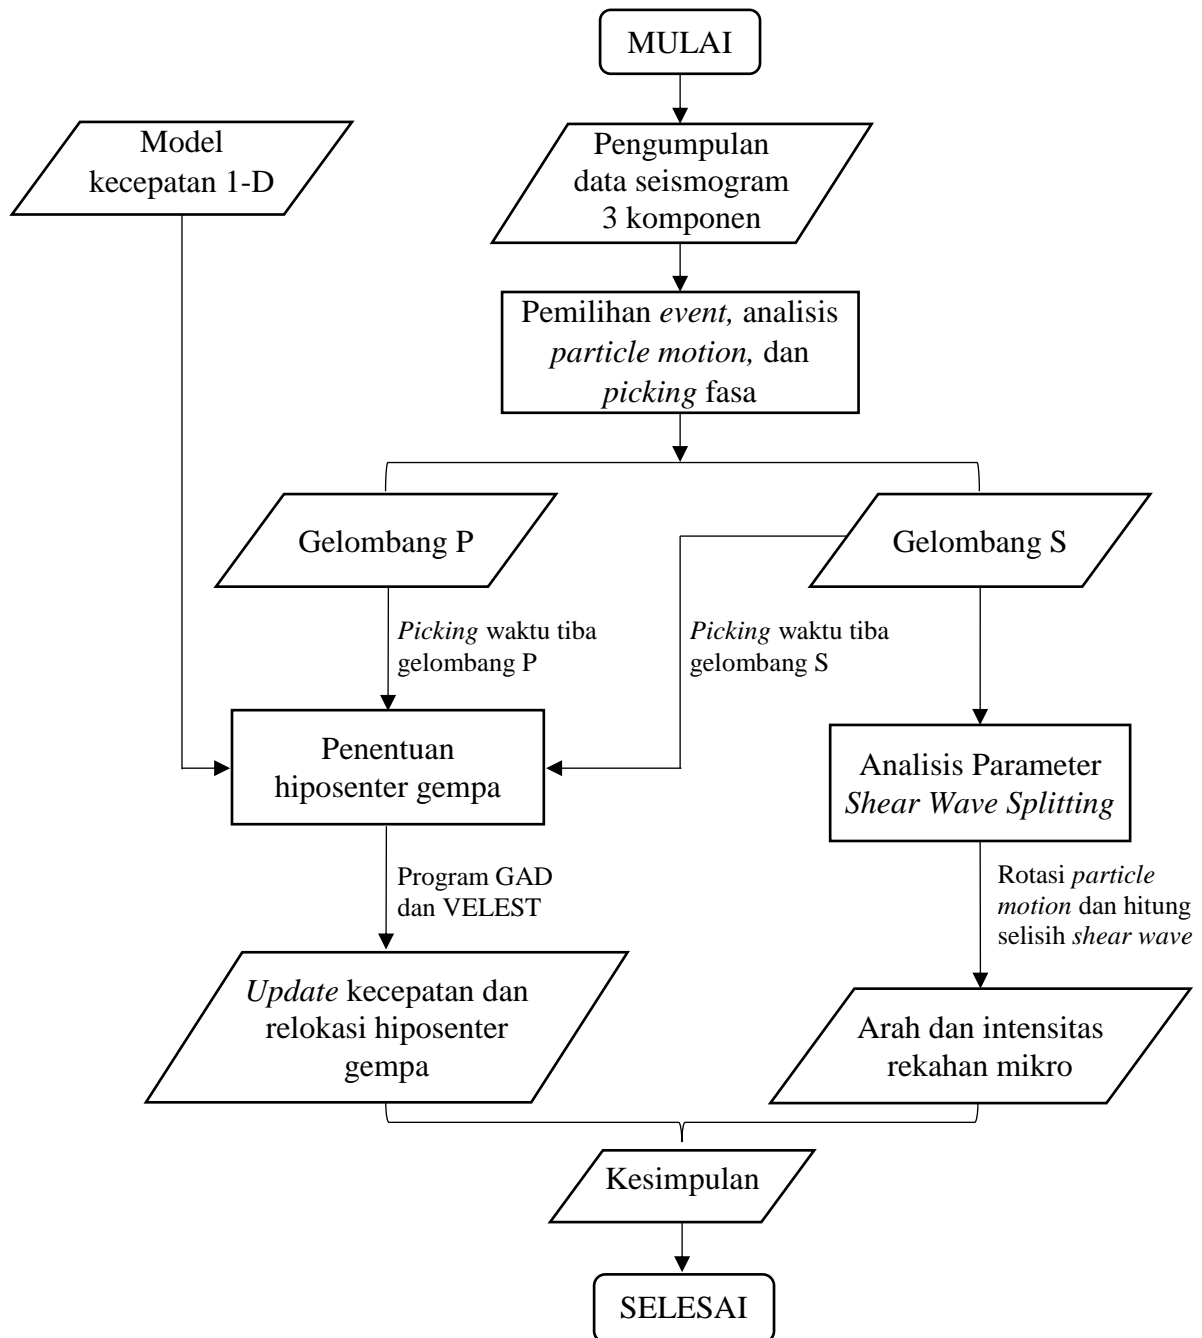 MULAI
Model
kecepatan 1-D
Pengumpulan
data seismogram
3 komponen
Pemilihan event, analisis
particle motion, dan
picking fasa
Gelombang P
Gelombang S
Picking waktu tiba
gelombang P
Picking waktu tiba
gelombang S
Penentuan
hiposenter gempa
Analisis Parameter
Shear Wave Splitting
Program GAD
dan VELEST
Rotasi particle
motion dan hitung
selisih shear wave
Update kecepatan dan
relokasi hiposenter
gempa
Arah dan intensitas
rekahan mikro
Kesimpulan
SELESAI